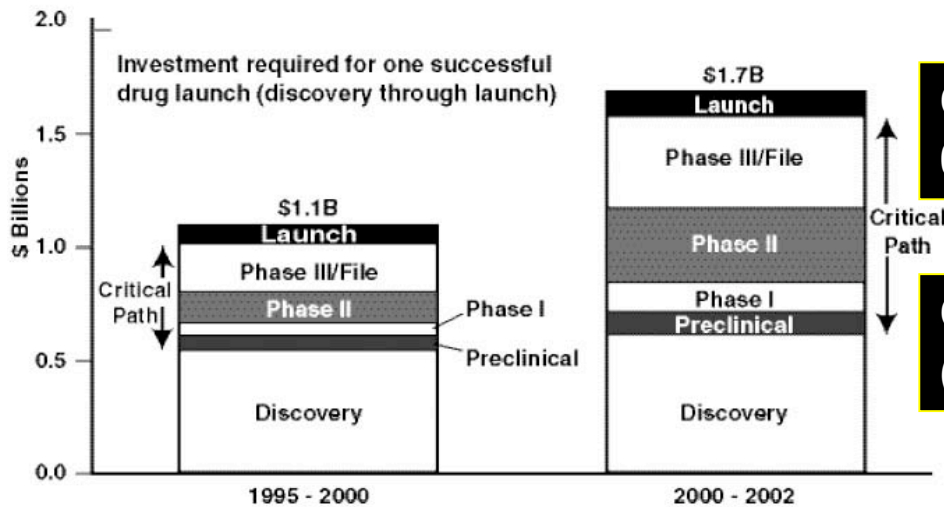 2.0
1.5
1.0
0.5
0.0
$ Billions
Investment required for one successful
drug launch (discovery through launch)
$1.1B
Launch
Phase III/File
Phase II
Phase I
Preclinical
Discovery
Critical
Path
1995 - 2000
$1.7B
Launch
Phase III/File
Phase II
Phase I
Preclinical
Discovery
Critical
Path
2000 - 2002